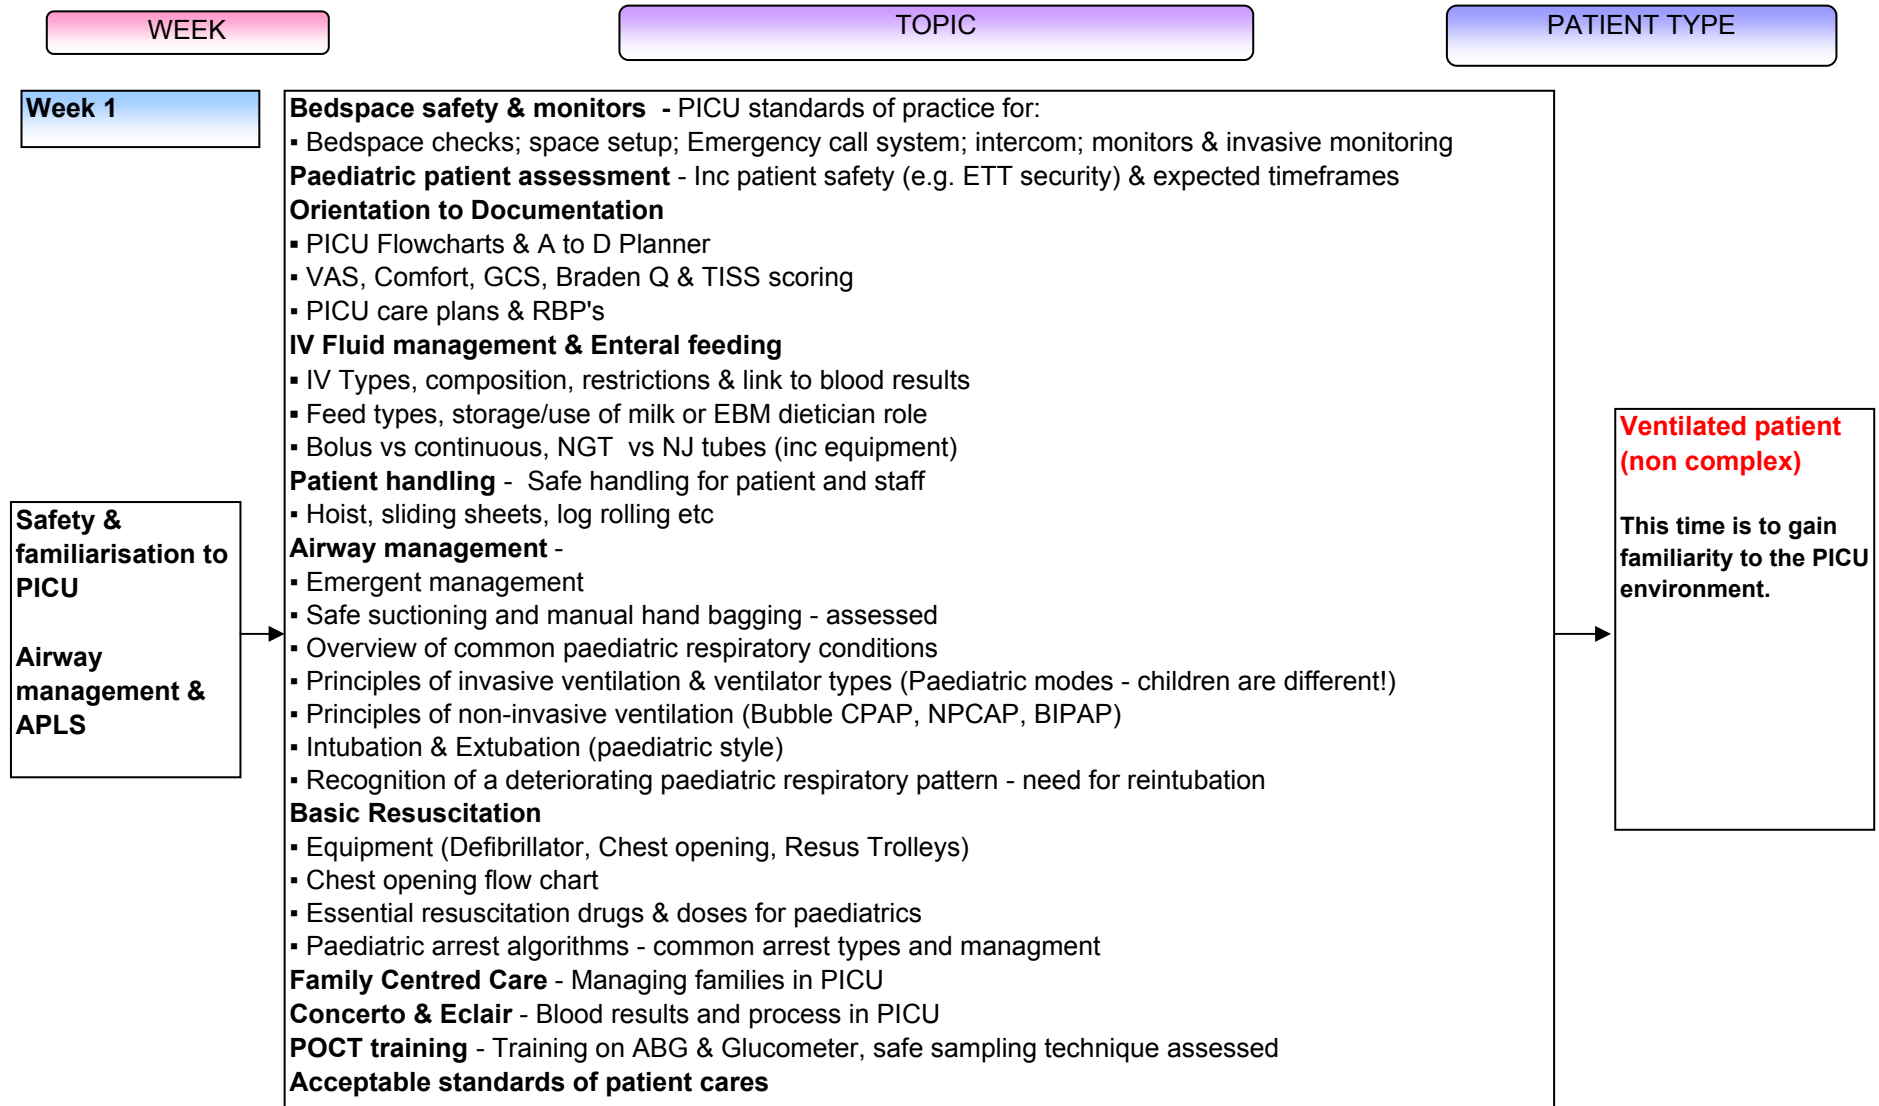 WEEK
TOPIC
PATIENT TYPE
Week 1
Bedspace safety & monitors - PICU standards of practice for:
▪ Bedspace checks; space setup; Emergency call system; intercom; monitors & invasive monitoring
Paediatric patient assessment - Inc patient safety (e.g. ETT security) & expected timeframes
Orientation to Documentation
▪ PICU Flowcharts & A to D Planner
▪ VAS, Comfort, GCS, Braden Q & TISS scoring
▪ PICU care plans & RBP's
IV Fluid management & Enteral feeding
▪ IV Types, composition, restrictions & link to blood results
▪ Feed types, storage/use of milk or EBM dietician role
▪ Bolus vs continuous, NGT vs NJ tubes (inc equipment)
Patient handling - Safe handling for patient and staff
▪ Hoist, sliding sheets, log rolling etc
Airway management -
▪ Emergent management
▪ Safe suctioning and manual hand bagging - assessed
▪ Overview of common paediatric respiratory conditions
▪ Principles of invasive ventilation & ventilator types (Paediatric modes - children are different!)
▪ Principles of non-invasive ventilation (Bubble CPAP, NPCAP, BIPAP)
▪ Intubation & Extubation (paediatric style)
▪ Recognition of a deteriorating paediatric respiratory pattern - need for reintubation
Basic Resuscitation
▪ Equipment (Defibrillator, Chest opening, Resus Trolleys)
▪ Chest opening flow chart
▪ Essential resuscitation drugs & doses for paediatrics
▪ Paediatric arrest algorithms - common arrest types and managment
Family Centred Care - Managing families in PICU
Concerto & Eclair - Blood results and process in PICU
POCT training - Training on ABG & Glucometer, safe sampling technique assessed
Acceptable standards of patient cares
Safety &
familiarisation to
PICU
Airway
management &
APLS
Ventilated patient
(non complex)
This time is to gain
familiarity to the PICU
environment.